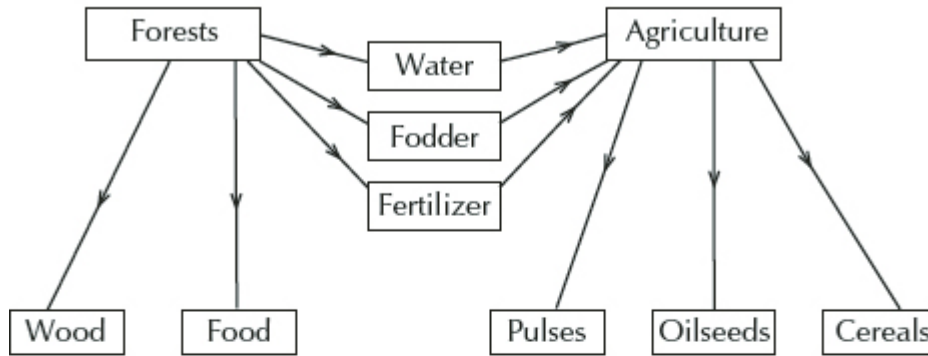 Forests
Agriculture
Water
Fodder
Fertilizer
Wood
Food
Pulses
Oilseeds
Cereals